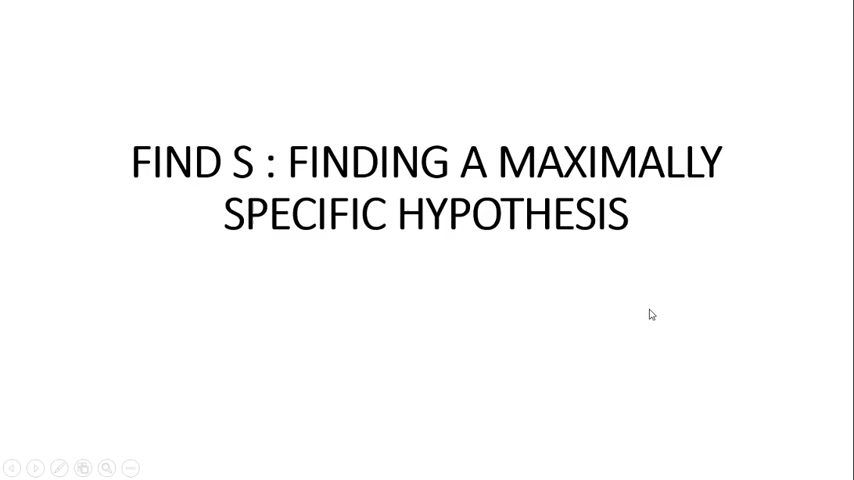 FIND S : FINDING A MAXIMALLY
SPECIFIC HYPOTHESIS